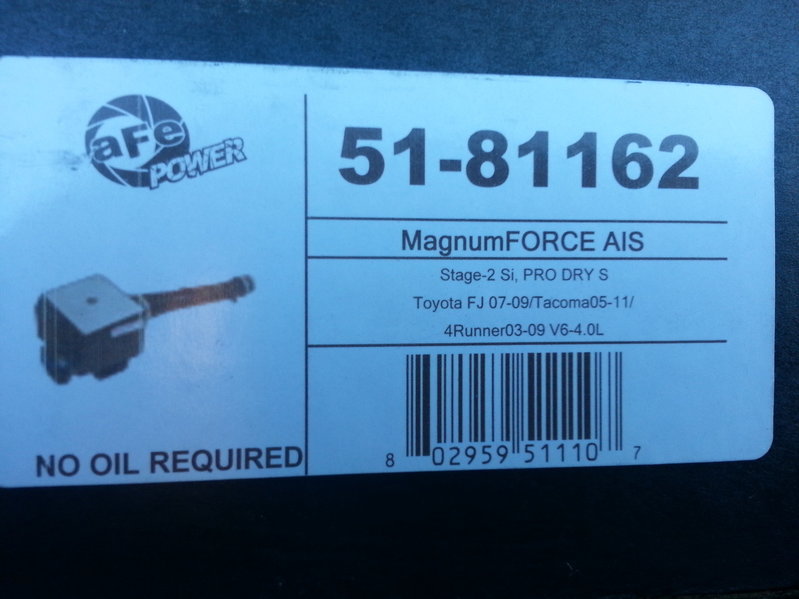 aFe
POWER
51-81162
MagnumFORCE AIS
Stage-2 Si, PRO DRY S
Toyota FJ 07-09/Tacoma05-11/
4Runner03-09 V6-4.0L
NO OIL REQUIRED
8 02959 51110 7